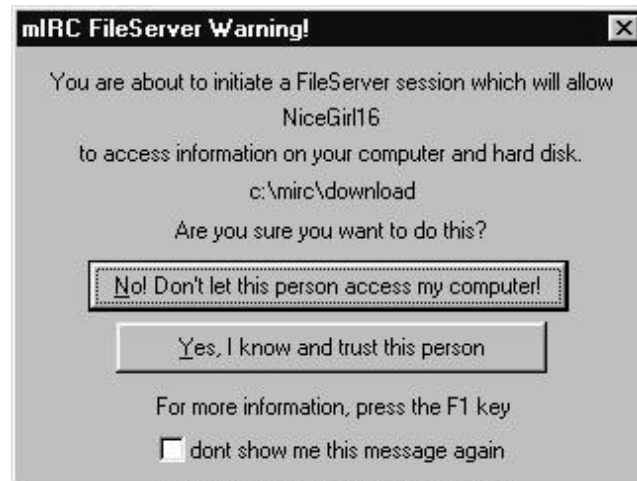 mIRC FileServer Warning!
You are about to initiate a FileServer session which will allow
NiceGirl16
to access information on your computer and hard disk.
c:\mirc\download
Are you sure you want to do this?
No! Don't let this person access my computer!
Yes, I know and trust this person
For more information, press the F1 key
dont show me this message again